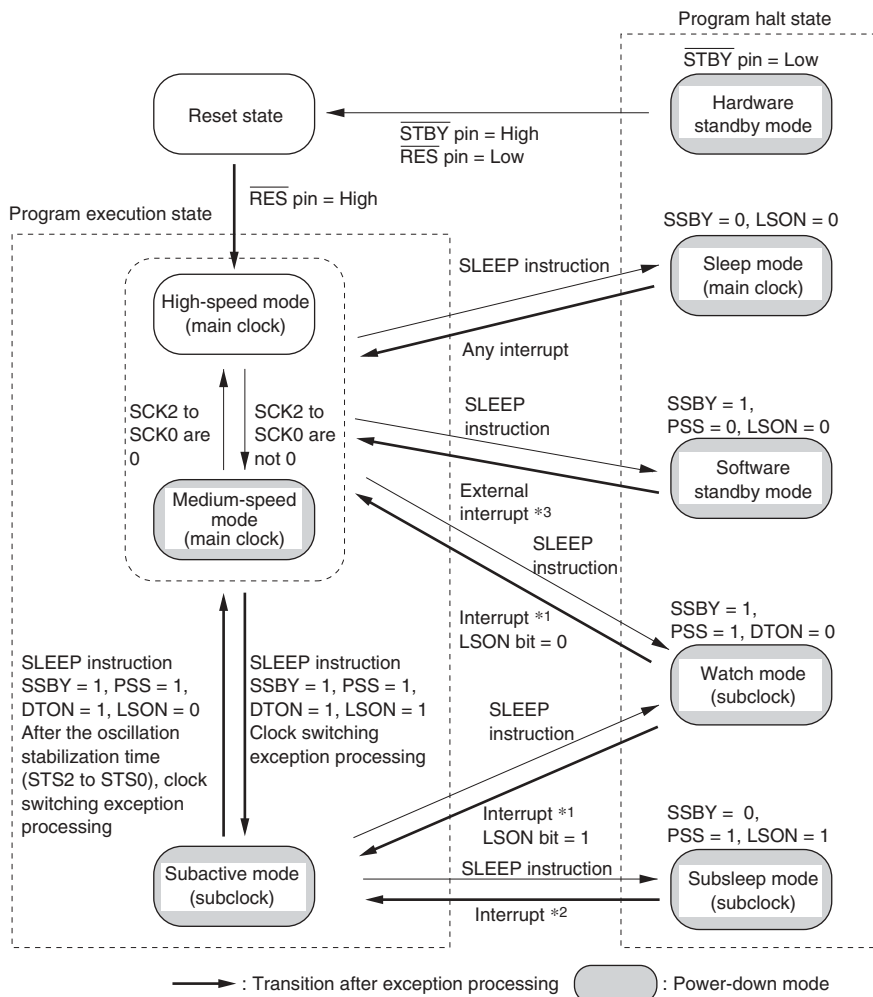 Program halt state
STBY pin = Low
Hardware
standby mode
Reset state
STBY pin = High
RES pin = Low
RES pin = High
Program execution state
SSBY = 0, LSON = 0
Sleep mode
(main clock)
SLEEP instruction
Any interrupt
High-speed mode
(main clock)
SCK2 to
SCK0 are
0
SCK2 to
SCK0 are
not 0
Medium-speed
mode
(main clock)
SLEEP
instruction
SSBY = 1,
PSS = 0, LSON = 0
Software
standby mode
External
interrupt *3
SLEEP
instruction
Interrupt *1
LSON bit = 0
SSBY = 1,
PSS = 1, DTON = 0
Watch mode
(subclock)
SLEEP instruction
SSBY = 1, PSS = 1,
DTON = 1, LSON = 0
After the oscillation
stabilization time
(STS2 to STS0), clock
switching exception
processing
SLEEP instruction
SSBY = 1, PSS = 1,
DTON = 1, LSON = 1
Clock switching
exception processing
SLEEP
instruction
Interrupt *1
LSON bit = 1
SSBY = 0,
PSS = 1, LSON = 1
Subactive mode
(subclock)
SLEEP instruction
Interrupt *2
Subsleep mode
(subclock)
: Transition after exception processing
: Power-down mode